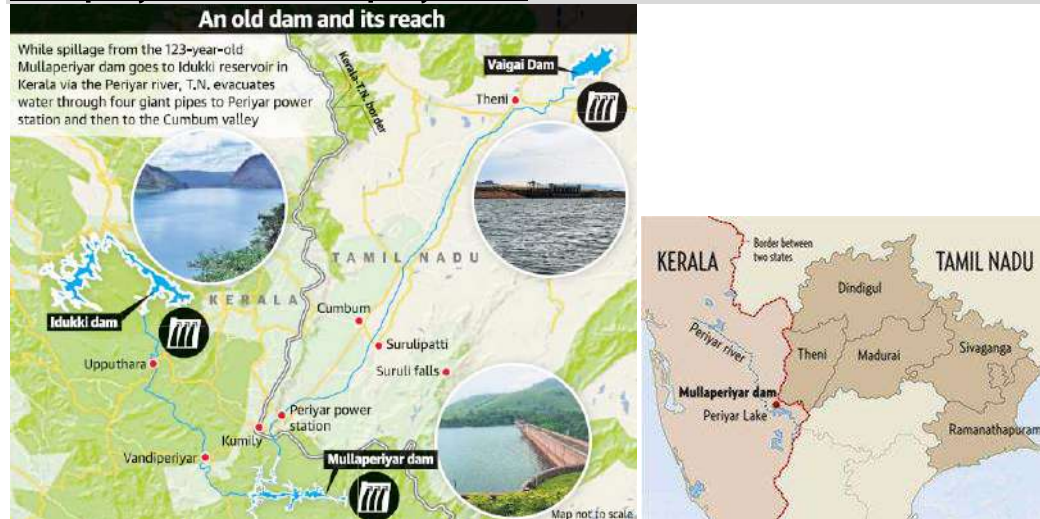 An old dam and its reach
While spillage from the 123-year-old
Mullaperiyar dam goes to Idukki reservoir in
Kerala via the Periyar river, T.N. evacuates
water through four giant pipes to Periyar power
station and then to the Cumbum valley
Kerala-T.N. border
Vaigai Dam
Theni
TAMIL NADU
KERALA
Idukki dam
Cumbum
Upputhara
Surulipatti
Suruli falls
Periyar power
station
Kumily
Vandiperiyar
Mullaperiyar dam
Map not to scale
KERALA
Border between
two states
TAMIL NADU
Dindigul
Periyar river
Theni
Madurai
Sivaganga
Mullaperiyar dam
Periyar Lake
Ramanathapuram